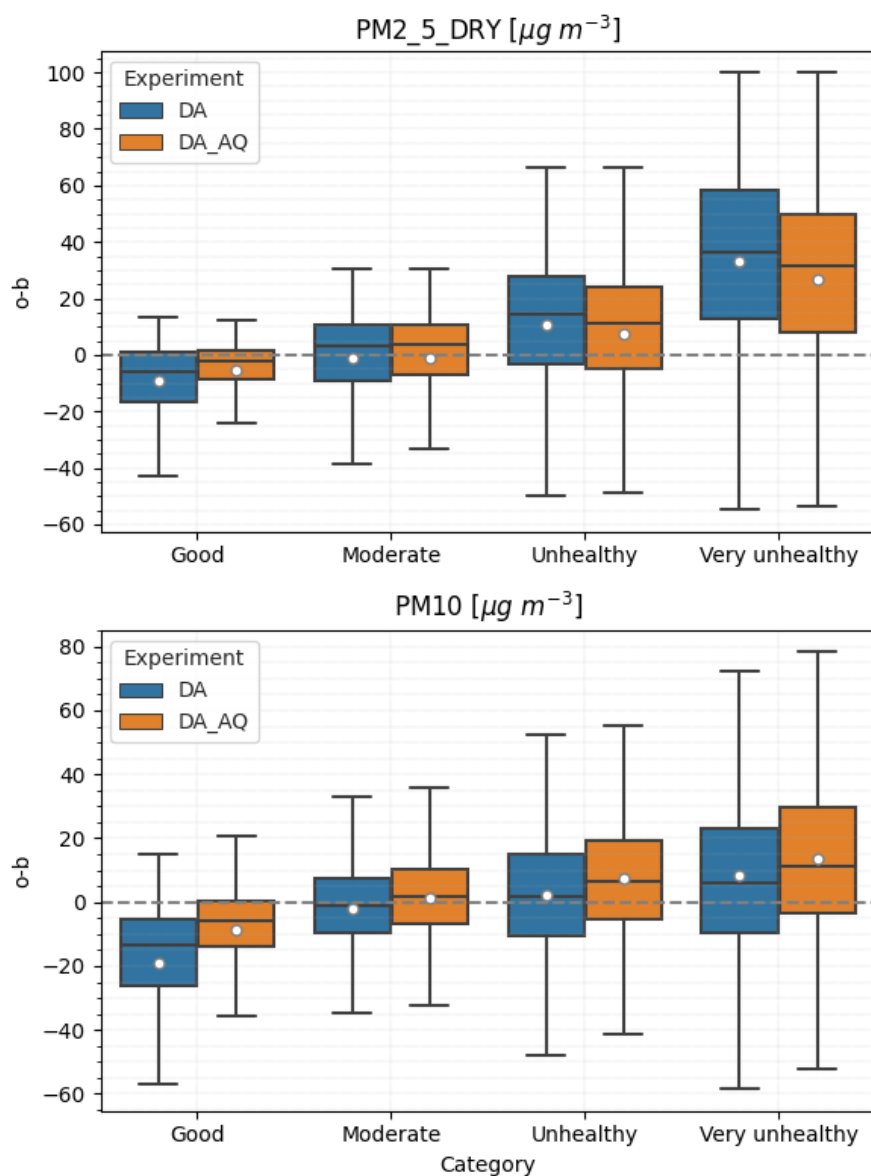 PM2_5_DRY [μg m⁻³]
Experiment
DA
DA_AQ
100
80
60
40
20
0
−20
−40
−60
o-b
Good Moderate Unhealthy Very unhealthy
PM10 [μg m⁻³]
Experiment
DA
DA_AQ
80
60
40
20
0
−20
−40
−60
o-b
Good Moderate Unhealthy Very unhealthy
Category